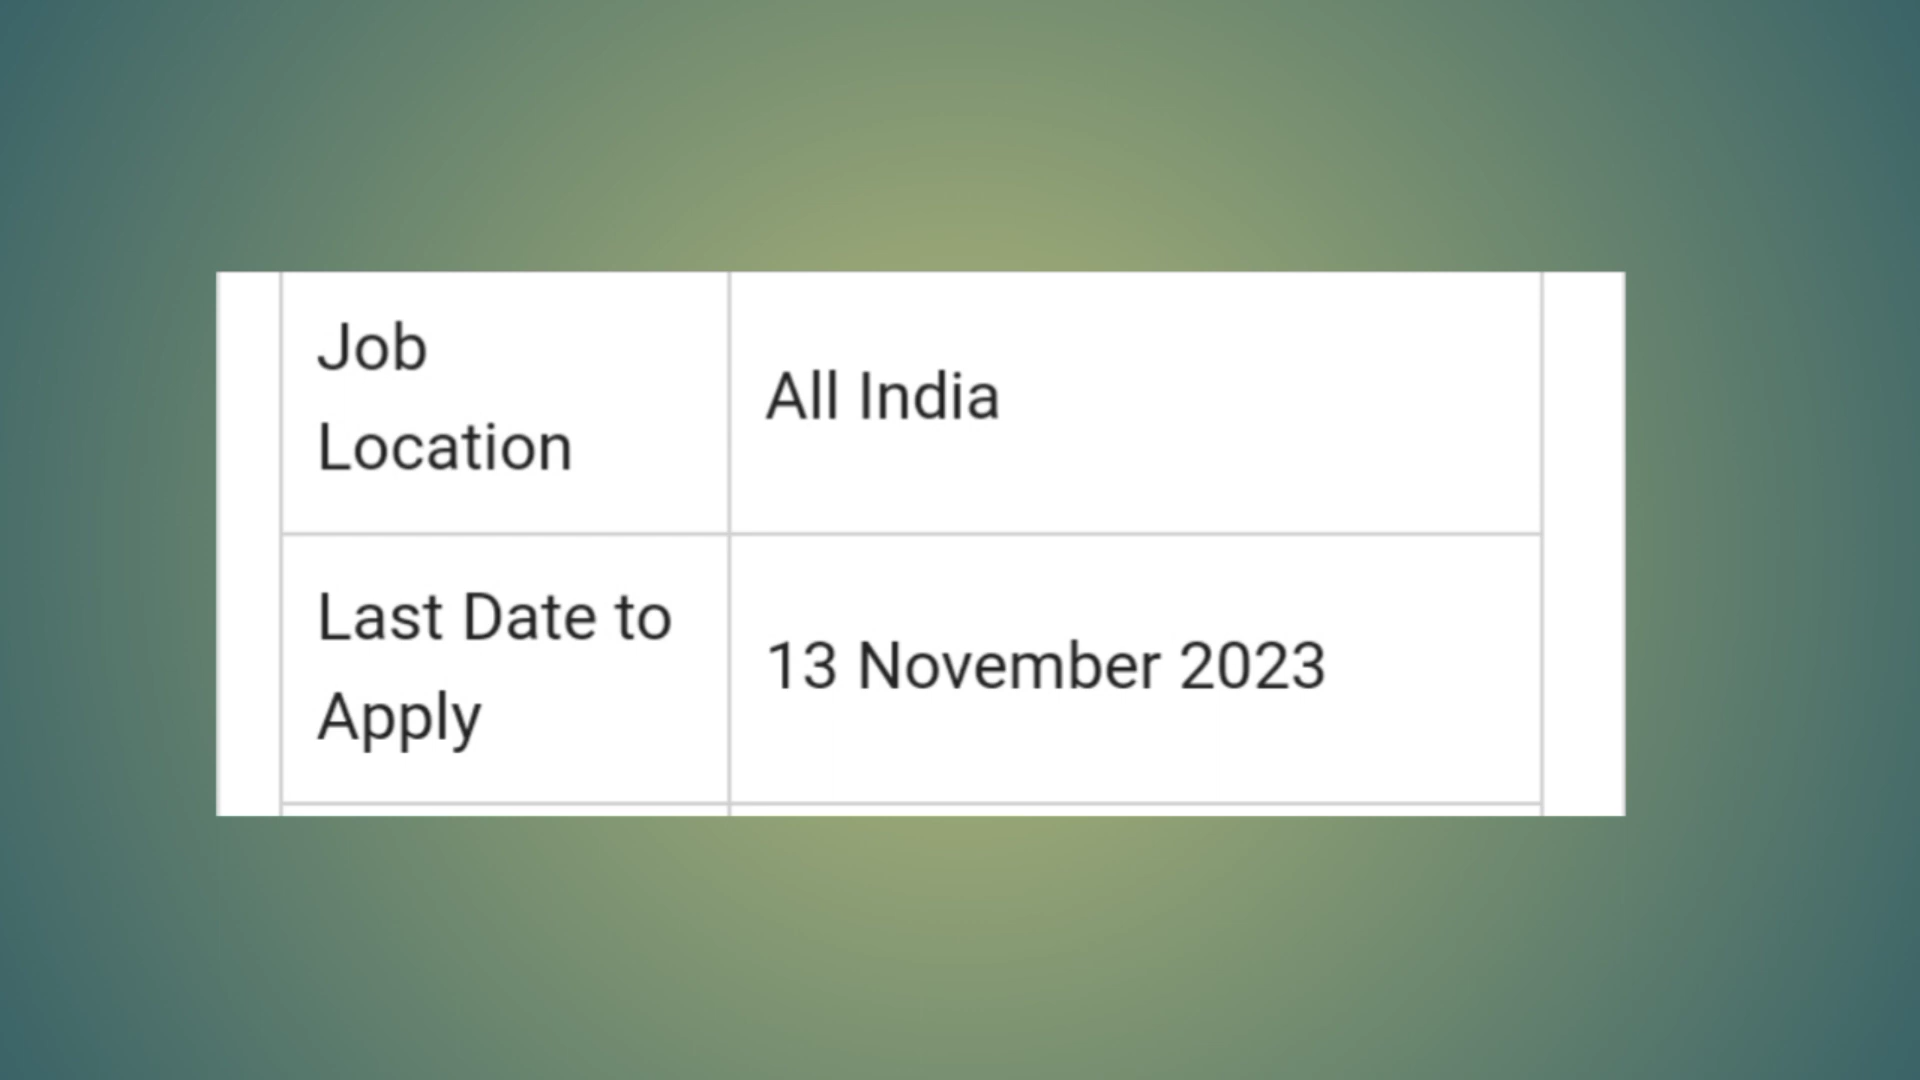 Job
Location
All India
Last Date to
Apply
13 November 2023